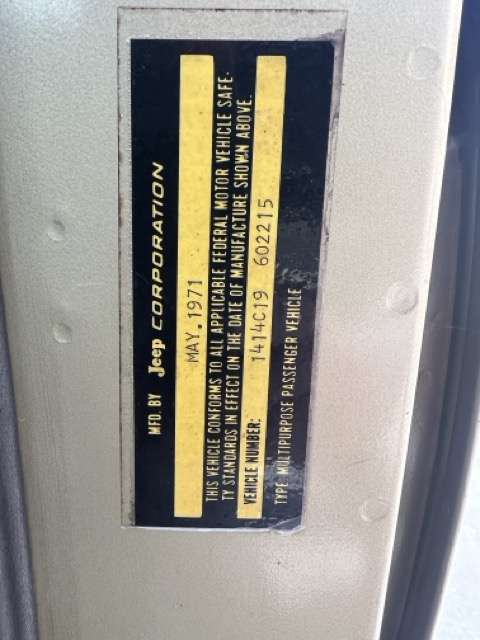 MFD. BY Jeep CORPORATION
MAY.1971
THIS VEHICLE CONFORMS TO ALL APPLICABLE FEDERAL MOTOR VEHICLE SAFE-
TY STANDARDS IN EFFECT ON THE DATE OF MANUFACTURE SHOWN ABOVE.
VEHICLE NUMBER: 1414C19 602215
TYPE: MULTIPURPOSE PASSENGER VEHICLE